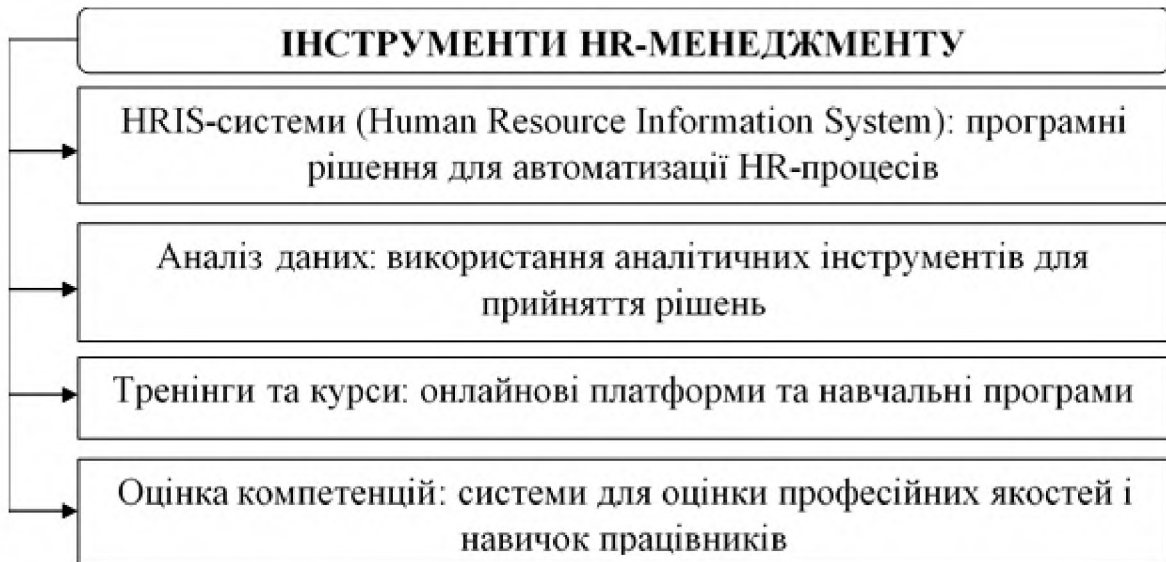 ІНСТРУМЕНТИ HR-МЕНЕДЖМЕНТУ
HRIS-системи (Human Resource Information System): програмні
рішення для автоматизації HR-процесів
Аналіз даних: використання аналітичних інструментів для
прийняття рішень
Тренінги та курси: онлайнові платформи та навчальні програми
Оцінка компетенцій: системи для оцінки професійних якостей і
навичок працівників